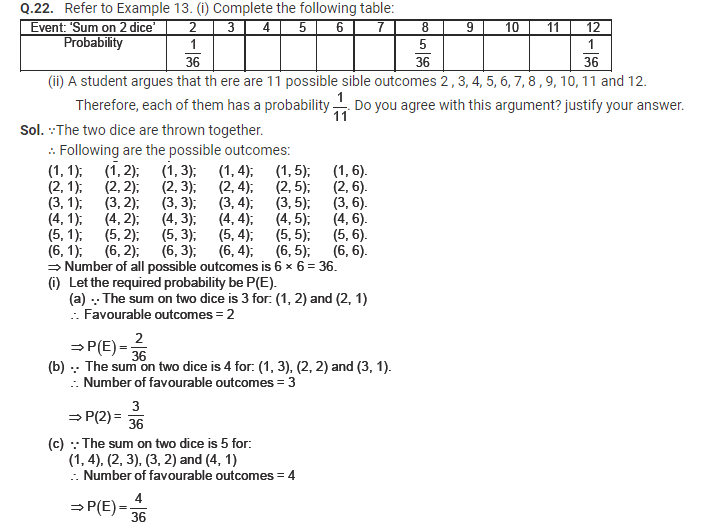 Q.22. Refer to Example 13. (i) Complete the following table:
Event: 'Sum on 2 dice' 2 3 4 5 6 7 8 9 10 11 12
Probability 1/36 5/36 1/36
(ii) A student argues that th ere are 11 possible sible outcomes 2 , 3, 4, 5, 6, 7, 8 , 9, 10, 11 and 12.
Therefore, each of them has a probability 1/11. Do you agree with this argument? justify your answer.
Sol. ∵The two dice are thrown together.
∴ Following are the possible outcomes:
(1, 1); (1, 2); (1, 3); (1, 4); (1, 5); (1, 6).
(2, 1); (2, 2); (2, 3); (2, 4); (2, 5); (2, 6).
(3, 1); (3, 2); (3, 3); (3, 4); (3, 5); (3, 6).
(4, 1); (4, 2); (4, 3); (4, 4); (4, 5); (4, 6).
(5, 1); (5, 2); (5, 3); (5, 4); (5, 5); (5, 6).
(6, 1); (6, 2); (6, 3); (6, 4); (6, 5); (6, 6).
⇒ Number of all possible outcomes is 6 × 6 = 36.
(i) Let the required probability be P(E).
(a) ∵ The sum on two dice is 3 for: (1, 2) and (2, 1)
∴ Favourable outcomes = 2
⇒ P(E) = 2/36
(b) ∵ The sum on two dice is 4 for: (1, 3), (2, 2) and (3, 1).
∴ Number of favourable outcomes = 3
⇒ P(2) = 3/36
(c) ∵ The sum on two dice is 5 for:
(1, 4), (2, 3), (3, 2) and (4, 1)
∴ Number of favourable outcomes = 4
⇒ P(E) = 4/36